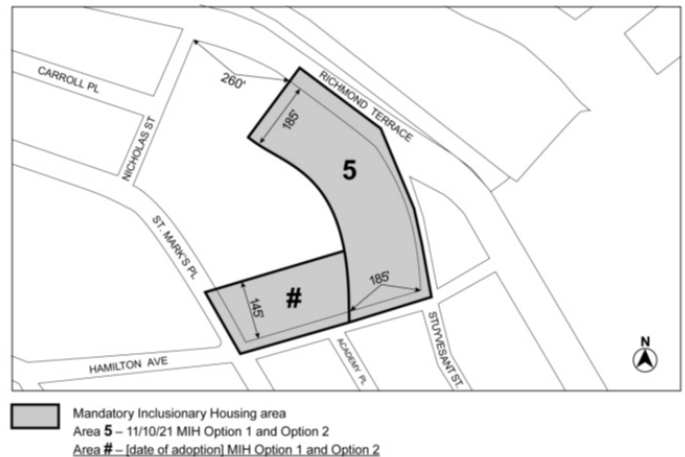 CARROLL PL
NICHOLAS ST
260'
RICHMOND TERRACE
185'
5
ST. MARK'S PL
145'
#
185'
HAMILTON AVE
ACADEMY PL
STUYVESANT ST.
N
Mandatory Inclusionary Housing area
Area 5 – 11/10/21 MIH Option 1 and Option 2
Area # – [date of adoption] MIH Option 1 and Option 2